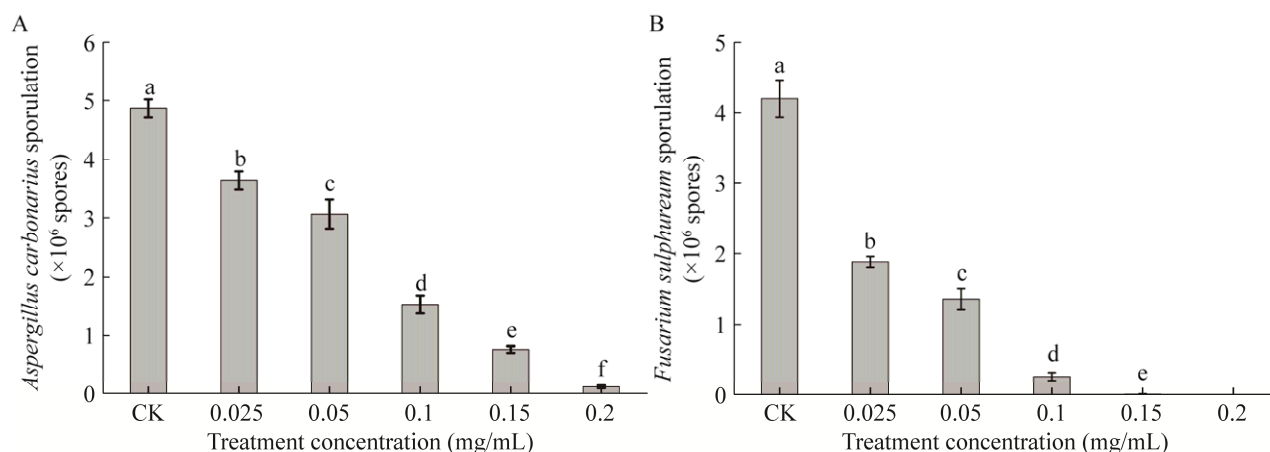 A
Aspergillus carbonarius sporulation
(×10⁶ spores)
6
5
4
3
2
1
0
a
b
c
d
e
f
CK 0.025 0.05 0.1 0.15 0.2
Treatment concentration (mg/mL)
B
Fusarium sulphureum sporulation
(×10⁶ spores)
5
4
3
2
1
0
a
b
c
d
e
CK 0.025 0.05 0.1 0.15 0.2
Treatment concentration (mg/mL)